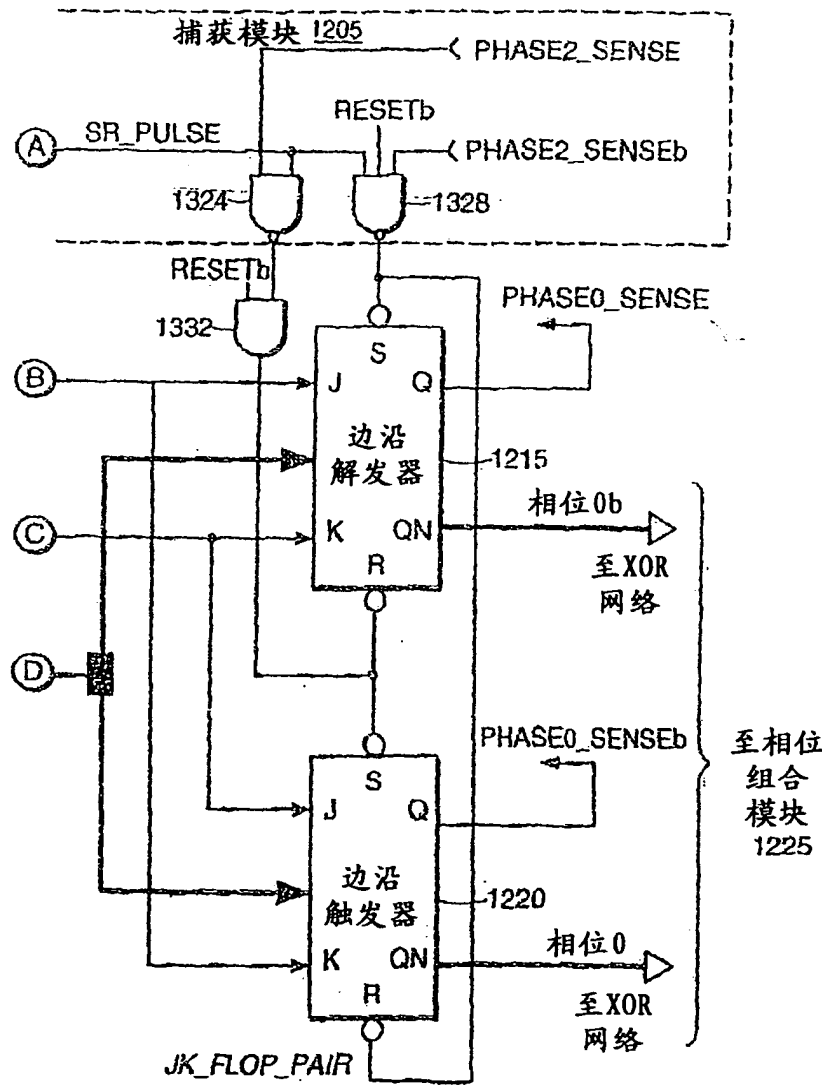 捕获模块 1205
PHASE2_SENSE
RESETb
A
SR_PULSE
PHASE2_SENSEb
1324
1328
RESETb
1332
PHASE0_SENSE
S
B
J
Q
边沿
解发器
1215
相位0b
C
K
QN
R
至XOR
网络
D
PHASE0_SENSEb
S
J
Q
至相位
组合
模块
1225
边沿
触发器
1220
相位0
K
QN
R
至XOR
网络
JK_FLOP_PAIR